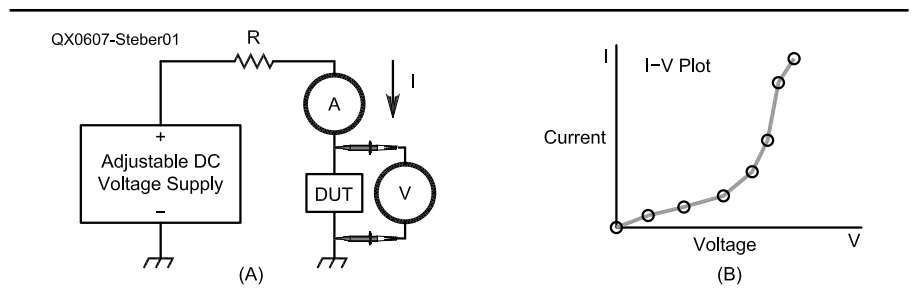 QX0607-Steber01
R
I
A
+
Adjustable DC
Voltage Supply
−
DUT
V
(A)
I
I−V Plot
Current
Voltage
V
(B)